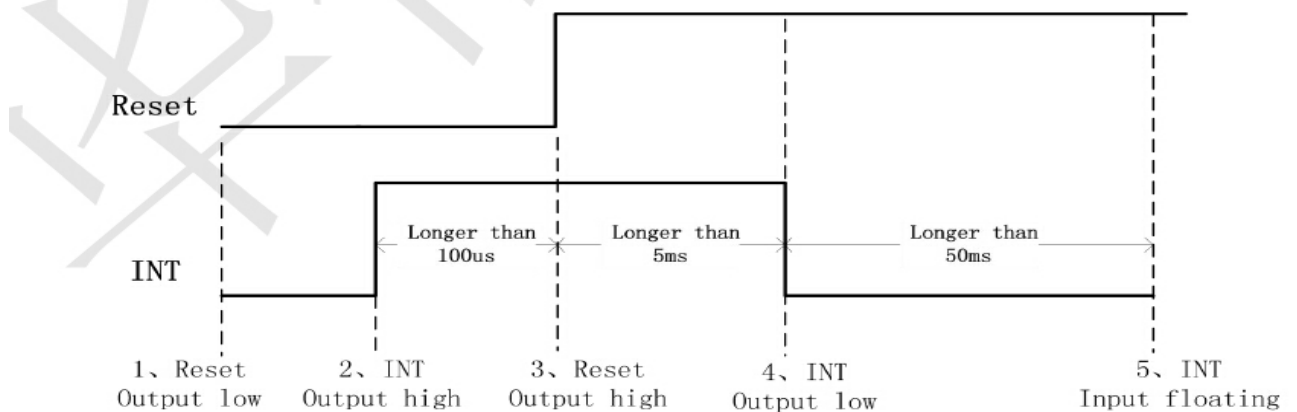 Reset
INT
Longer than
100us
Longer than
5ms
Longer than
50ms
1、Reset
Output low
2、INT
Output high
3、Reset
Output high
4、INT
Output low
5、INT
Input floating